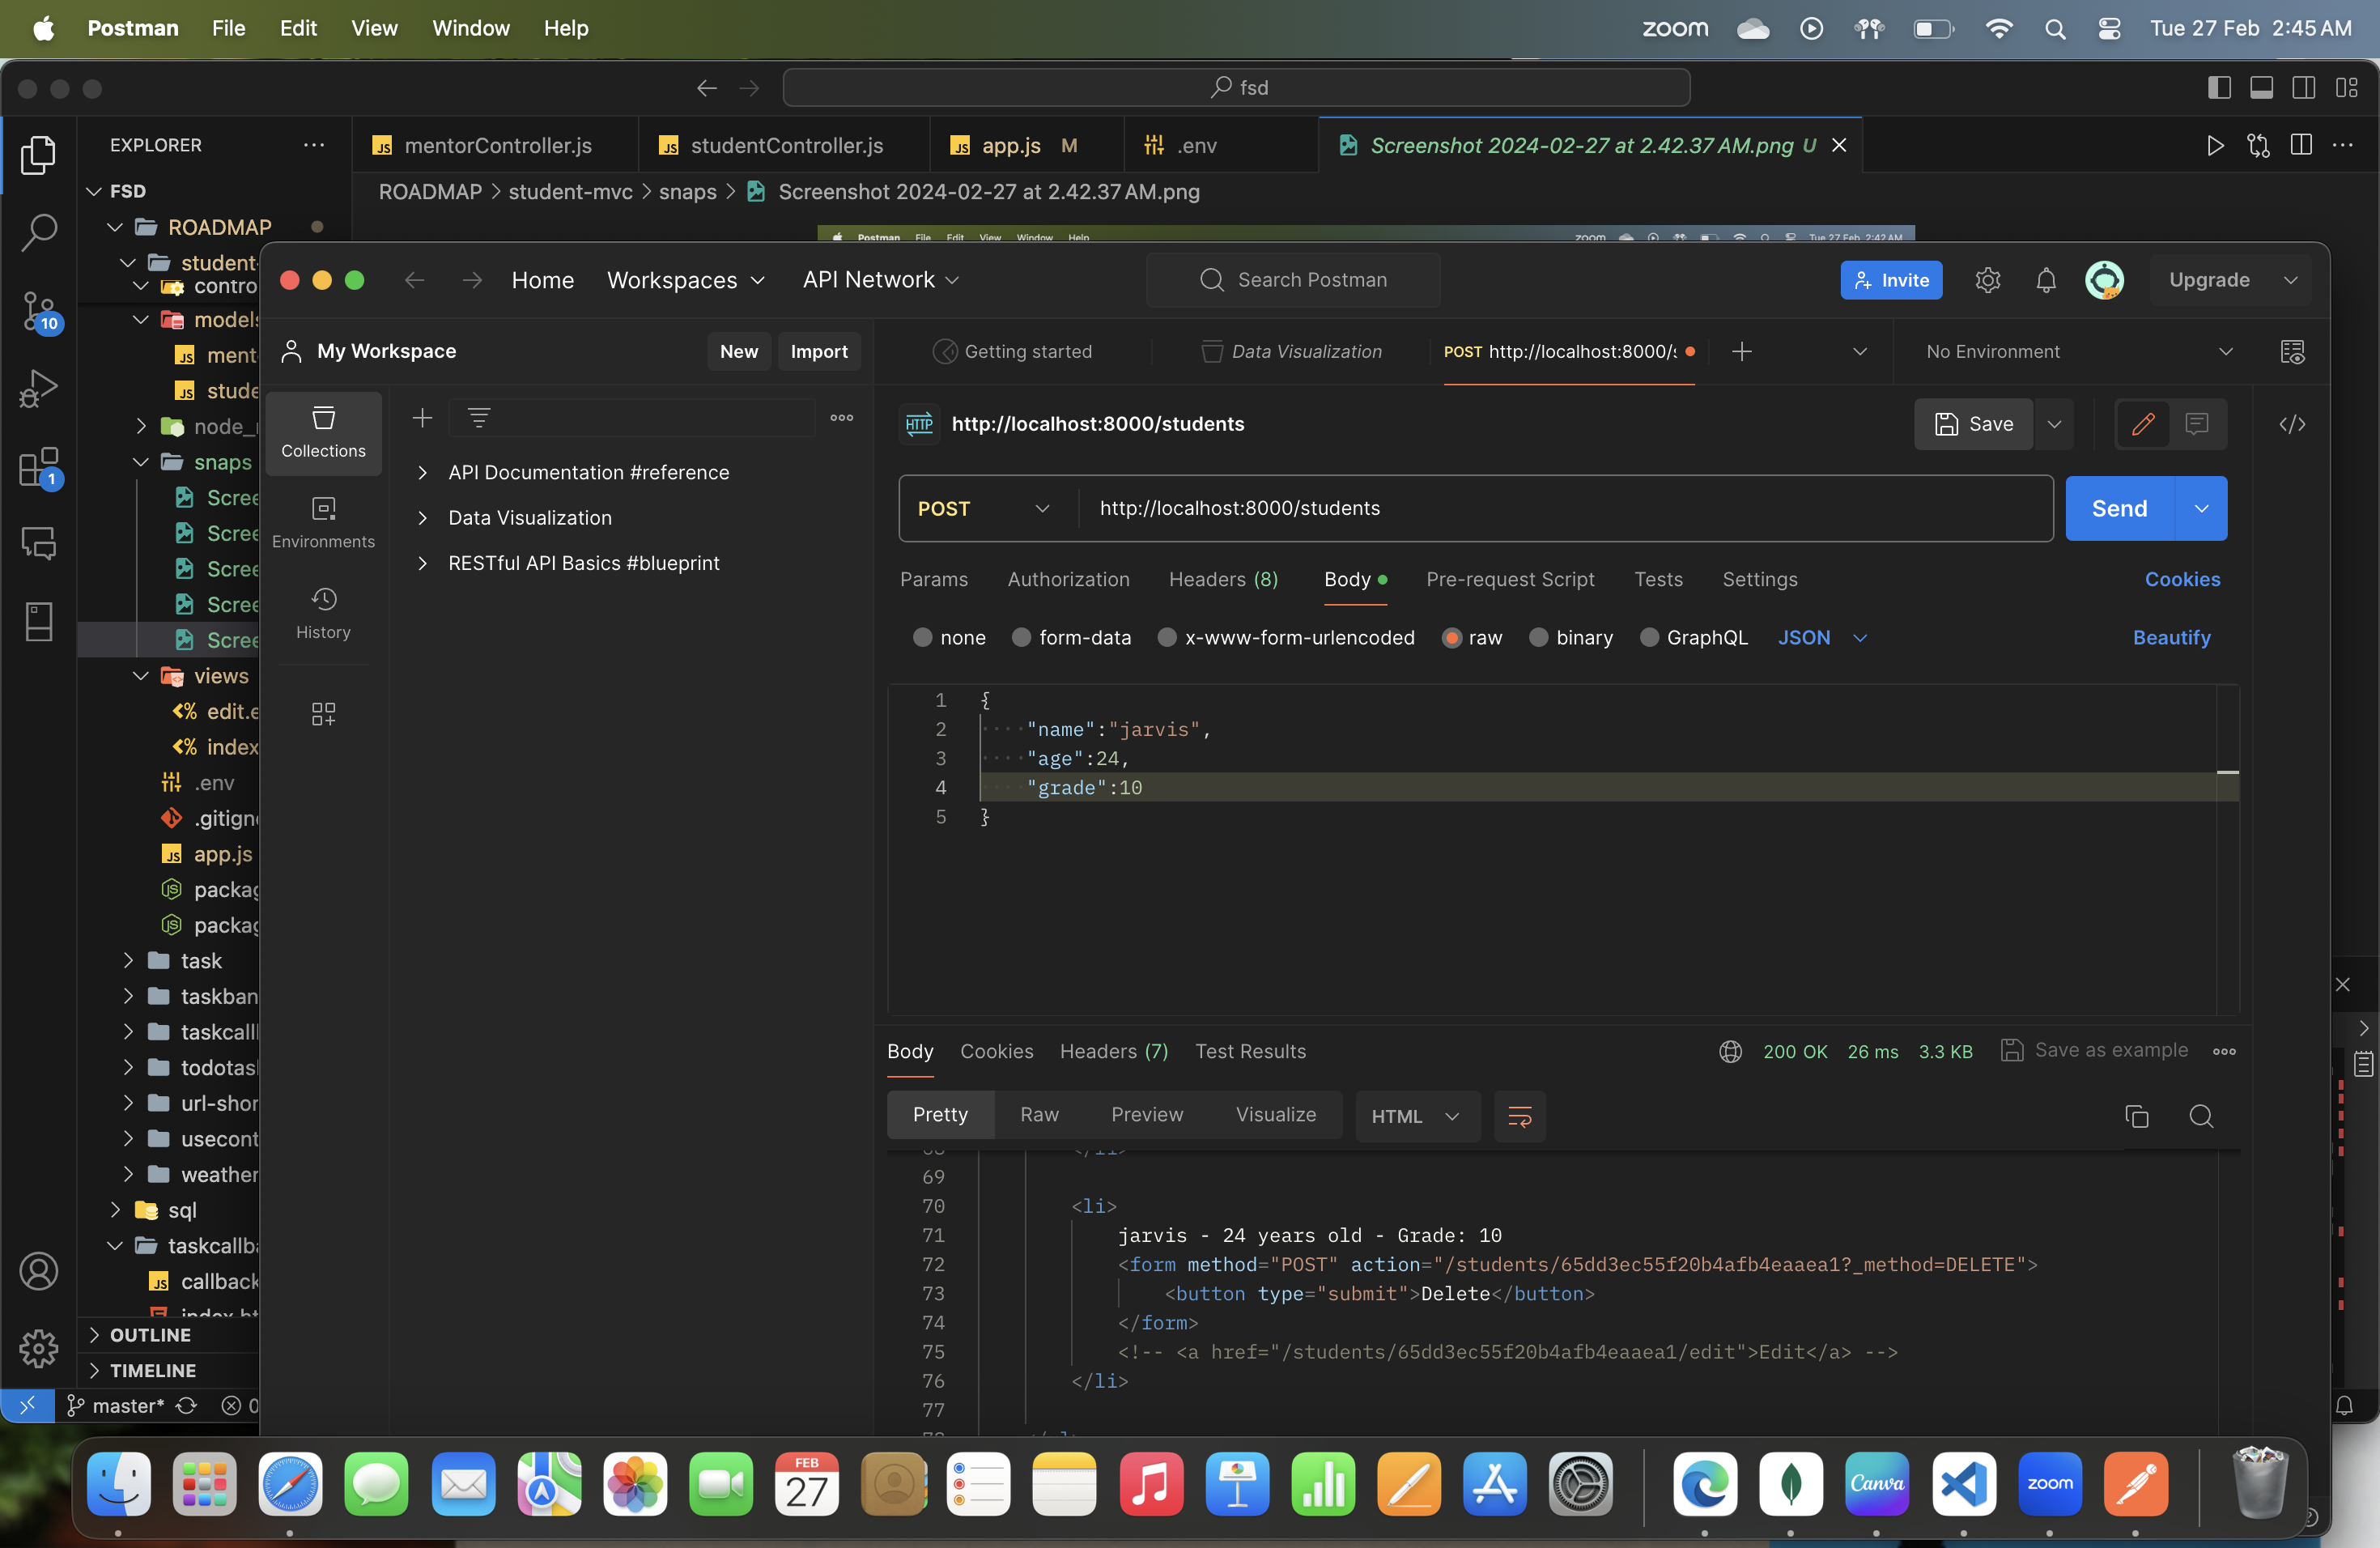 Postman File Edit View Window Help
zoom Tue 27 Feb 2:45 AM
fsd
EXPLORER
mentorController.js
studentController.js
app.js M
.env
Screenshot 2024-02-27 at 2.42.37 AM.png U
ROADMAP > student-mvc > snaps > Screenshot 2024-02-27 at 2.42.37 AM.png
FSD
ROADMAP
student-
contro
models
ment
stude
node_
snaps
Scree
Scree
Scree
Scree
Scree
views
edit.e
index
.env
.gitign
app.js
packag
packag
task
taskban
taskcall
todotas
url-shor
usecont
weather
sql
taskcallb
callback
index.ht
OUTLINE
TIMELINE
master* 0
10
1
Postman File Edit View Window Help
zoom Tue 27 Feb 2:42 AM
Home Workspaces API Network
Search Postman
Invite
Upgrade
My Workspace
New Import
Getting started
Data Visualization
POST http://localhost:8000/s
No Environment
Collections
Environments
History
API Documentation #reference
Data Visualization
RESTful API Basics #blueprint
HTTP http://localhost:8000/students
Save
POST http://localhost:8000/students
Send
Params Authorization Headers (8) Body Pre-request Script Tests Settings
Cookies
none form-data x-www-form-urlencoded raw binary GraphQL JSON
Beautify
1 {
2 "name":"jarvis",
3 "age":24,
4 "grade":10
5 }
Body Cookies Headers (7) Test Results
200 OK 26 ms 3.3 KB Save as example
Pretty Raw Preview Visualize HTML
68 </li>
69
70 <li>
71 jarvis - 24 years old - Grade: 10
72 <form method="POST" action="/students/65dd3ec55f20b4afb4eaaea1?_method=DELETE">
73 <button type="submit">Delete</button>
74 </form>
75 <!-- <a href="/students/65dd3ec55f20b4afb4eaaea1/edit">Edit</a> -->
76 </li>
77
FEB
27
Canva
zoom